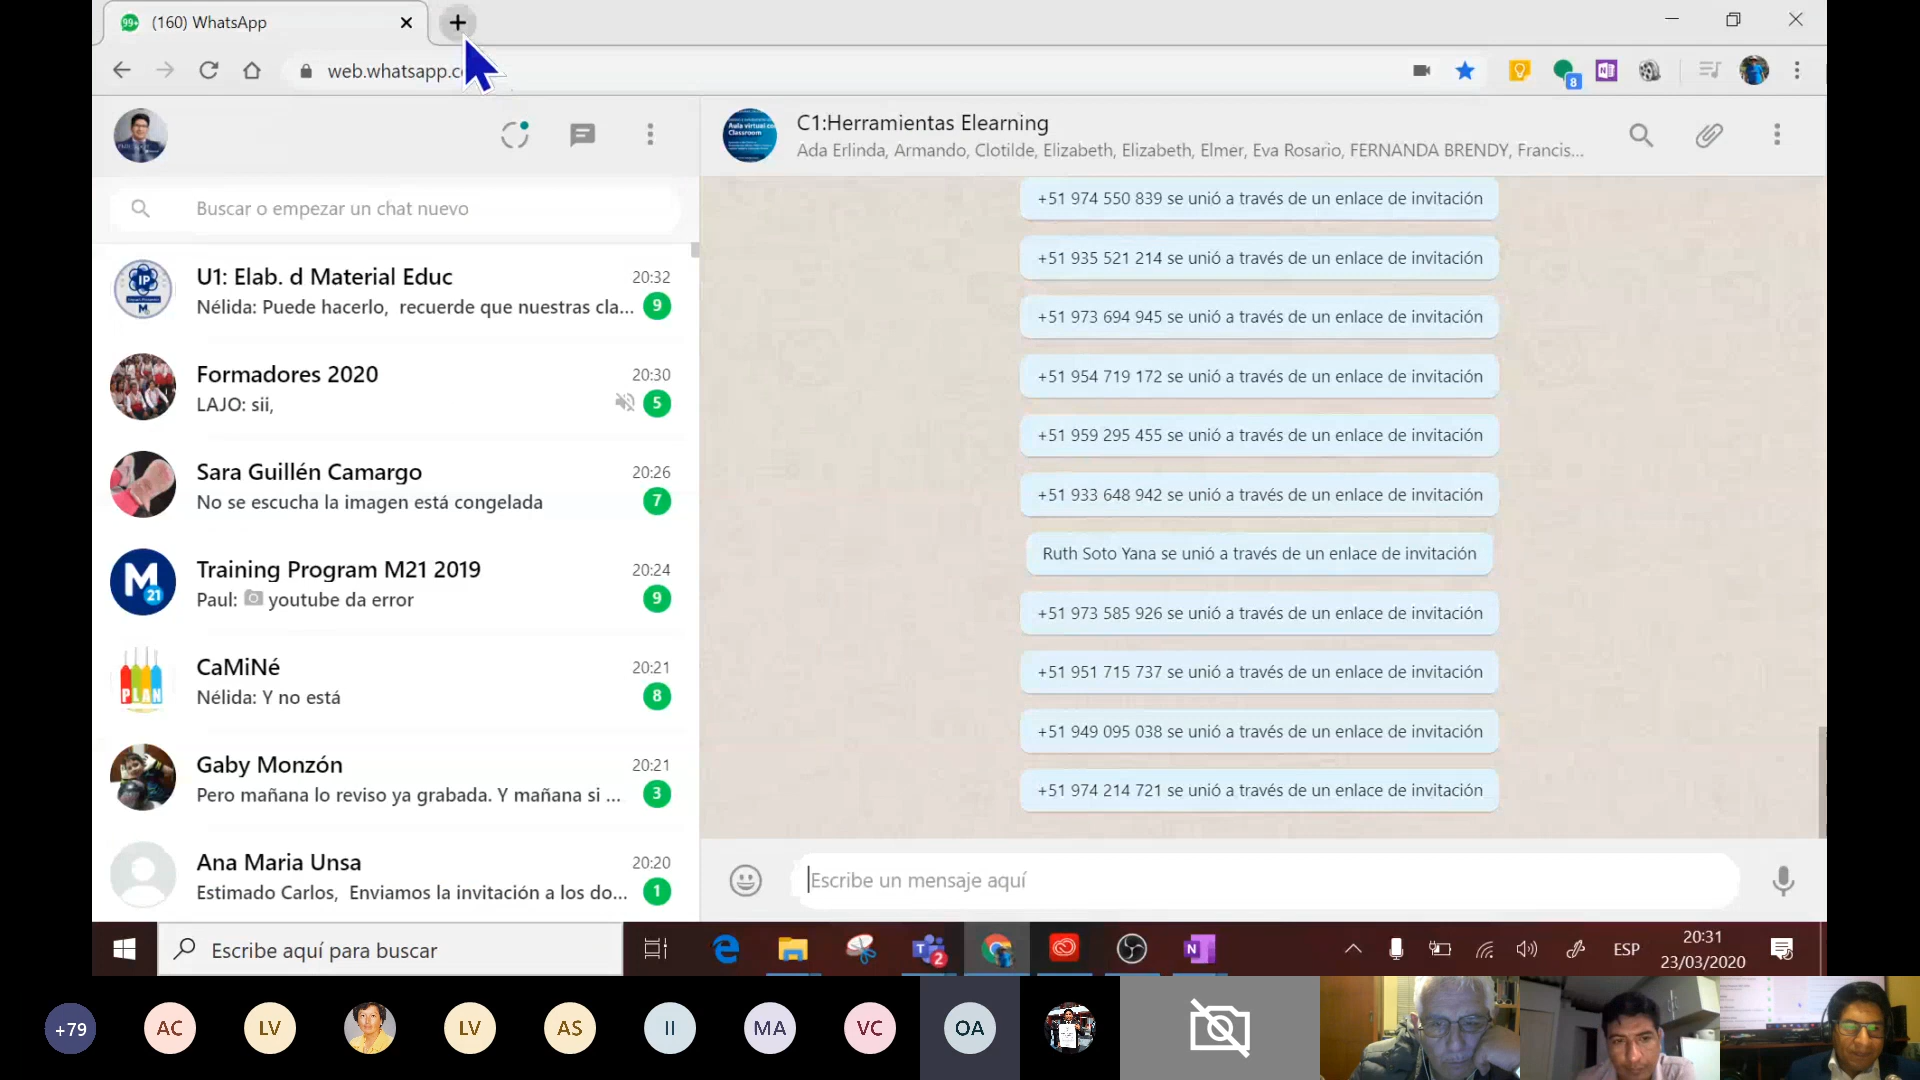 (160) WhatsApp
web.whatsapp.c
8
C1:Herramientas Elearning
Ada Erlinda, Armando, Clotilde, Elizabeth, Elizabeth, Elmer, Eva Rosario, FERNANDA BRENDY, Francis...
Buscar o empezar un chat nuevo
U1: Elab. d Material Educ
20:32
Nélida: Puede hacerlo, recuerde que nuestras cla...
9
Formadores 2020
20:30
LAJO: sii,
5
Sara Guillén Camargo
20:26
No se escucha la imagen está congelada
7
Training Program M21 2019
20:24
Paul: youtube da error
9
CaMiNé
20:21
Nélida: Y no está
8
Gaby Monzón
20:21
Pero mañana lo reviso ya grabada. Y mañana si ...
3
Ana Maria Unsa
20:20
Estimado Carlos, Enviamos la invitación a los do...
1
IP
M
M
21
PLAN
Aula virtual co
Classroom
+51 974 550 839 se unió a través de un enlace de invitación
+51 935 521 214 se unió a través de un enlace de invitación
+51 973 694 945 se unió a través de un enlace de invitación
+51 954 719 172 se unió a través de un enlace de invitación
+51 959 295 455 se unió a través de un enlace de invitación
+51 933 648 942 se unió a través de un enlace de invitación
Ruth Soto Yana se unió a través de un enlace de invitación
+51 973 585 926 se unió a través de un enlace de invitación
+51 951 715 737 se unió a través de un enlace de invitación
+51 949 095 038 se unió a través de un enlace de invitación
+51 974 214 721 se unió a través de un enlace de invitación
Escribe un mensaje aquí
Escribe aquí para buscar
2
ESP
20:31
23/03/2020
+79
AC
LV
LV
AS
II
MA
VC
OA